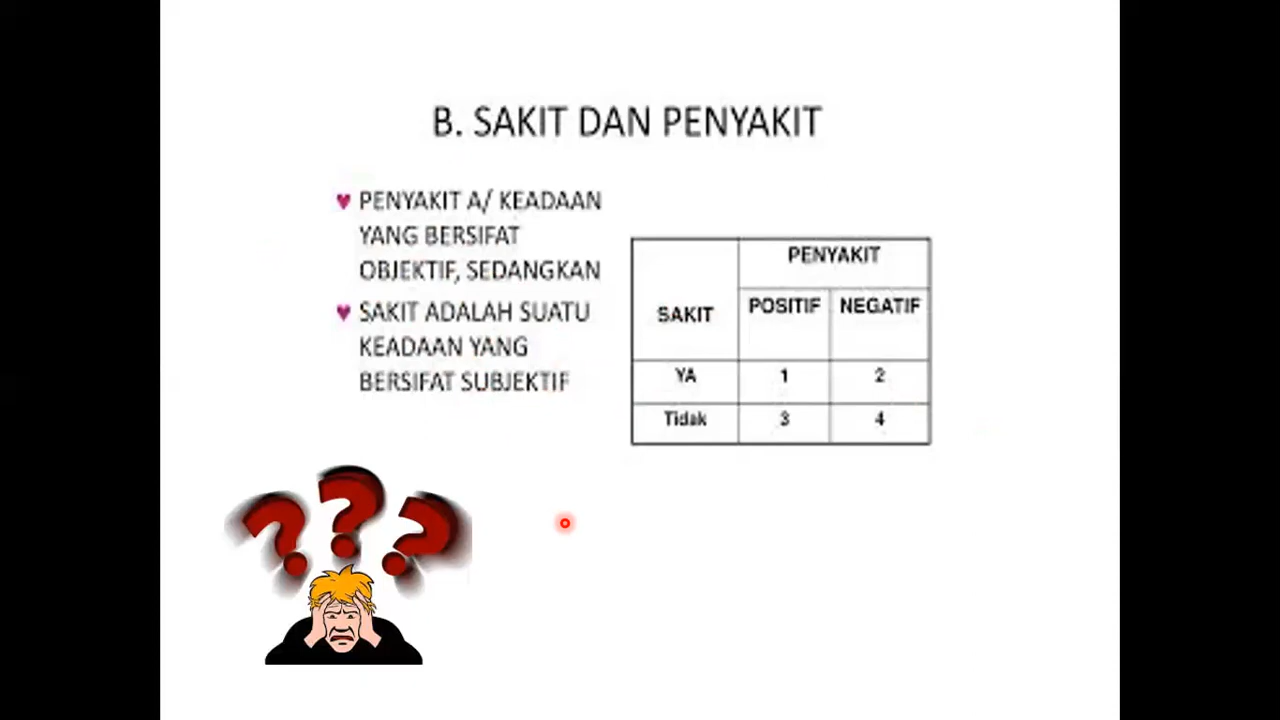 B. SAKIT DAN PENYAKIT
♥ PENYAKIT A/ KEADAAN
YANG BERSIFAT
OBJEKTIF, SEDANGKAN
♥ SAKIT ADALAH SUATU
KEADAAN YANG
BERSIFAT SUBJEKTIF
PENYAKIT
SAKIT POSITIF NEGATIF
YA 1 2
Tidak 3 4
???